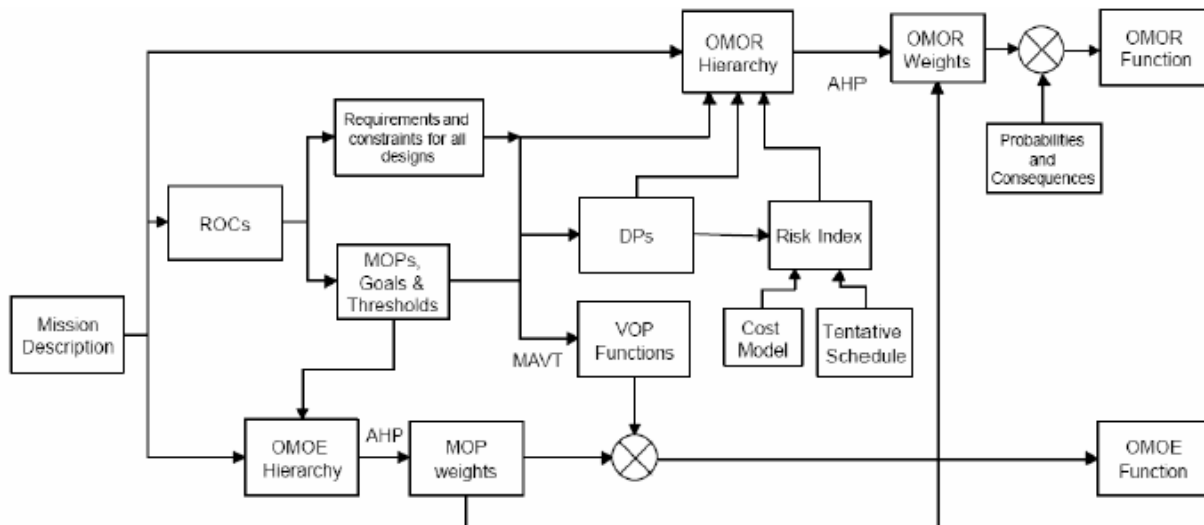 OMOR
Hierarchy
AHP
OMOR
Weights
OMOR
Function
Requirements and
constraints for all
designs
Probabilities
and
Consequences
ROCs
DPs
Risk Index
MOPs,
Goals &
Thresholds
Mission
Description
MAVT
VOP
Functions
Cost
Model
Tentative
Schedule
OMOE
Hierarchy
AHP
MOP
weights
OMOE
Function